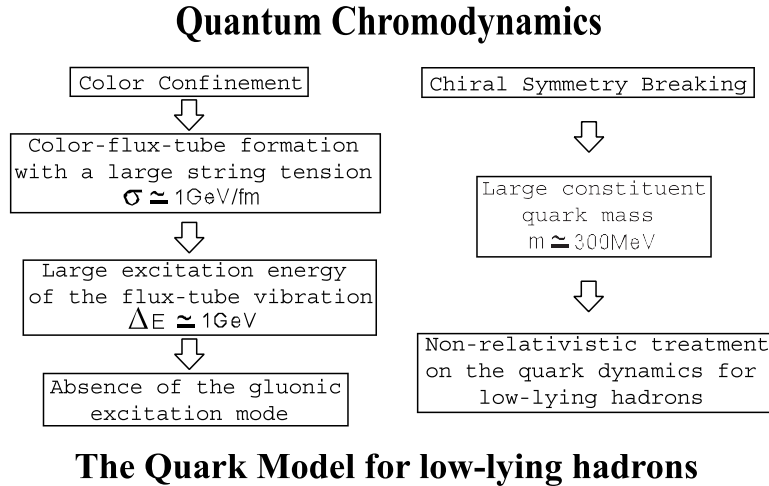 Quantum Chromodynamics
Color Confinement
Color-flux-tube formation
with a large string tension
σ ≃ 1GeV/fm
Large excitation energy
of the flux-tube vibration
ΔE ≃ 1GeV
Absence of the gluonic
excitation mode
Chiral Symmetry Breaking
Large constituent
quark mass
m ≃ 300MeV
Non-relativistic treatment
on the quark dynamics for
low-lying hadrons
The Quark Model for low-lying hadrons